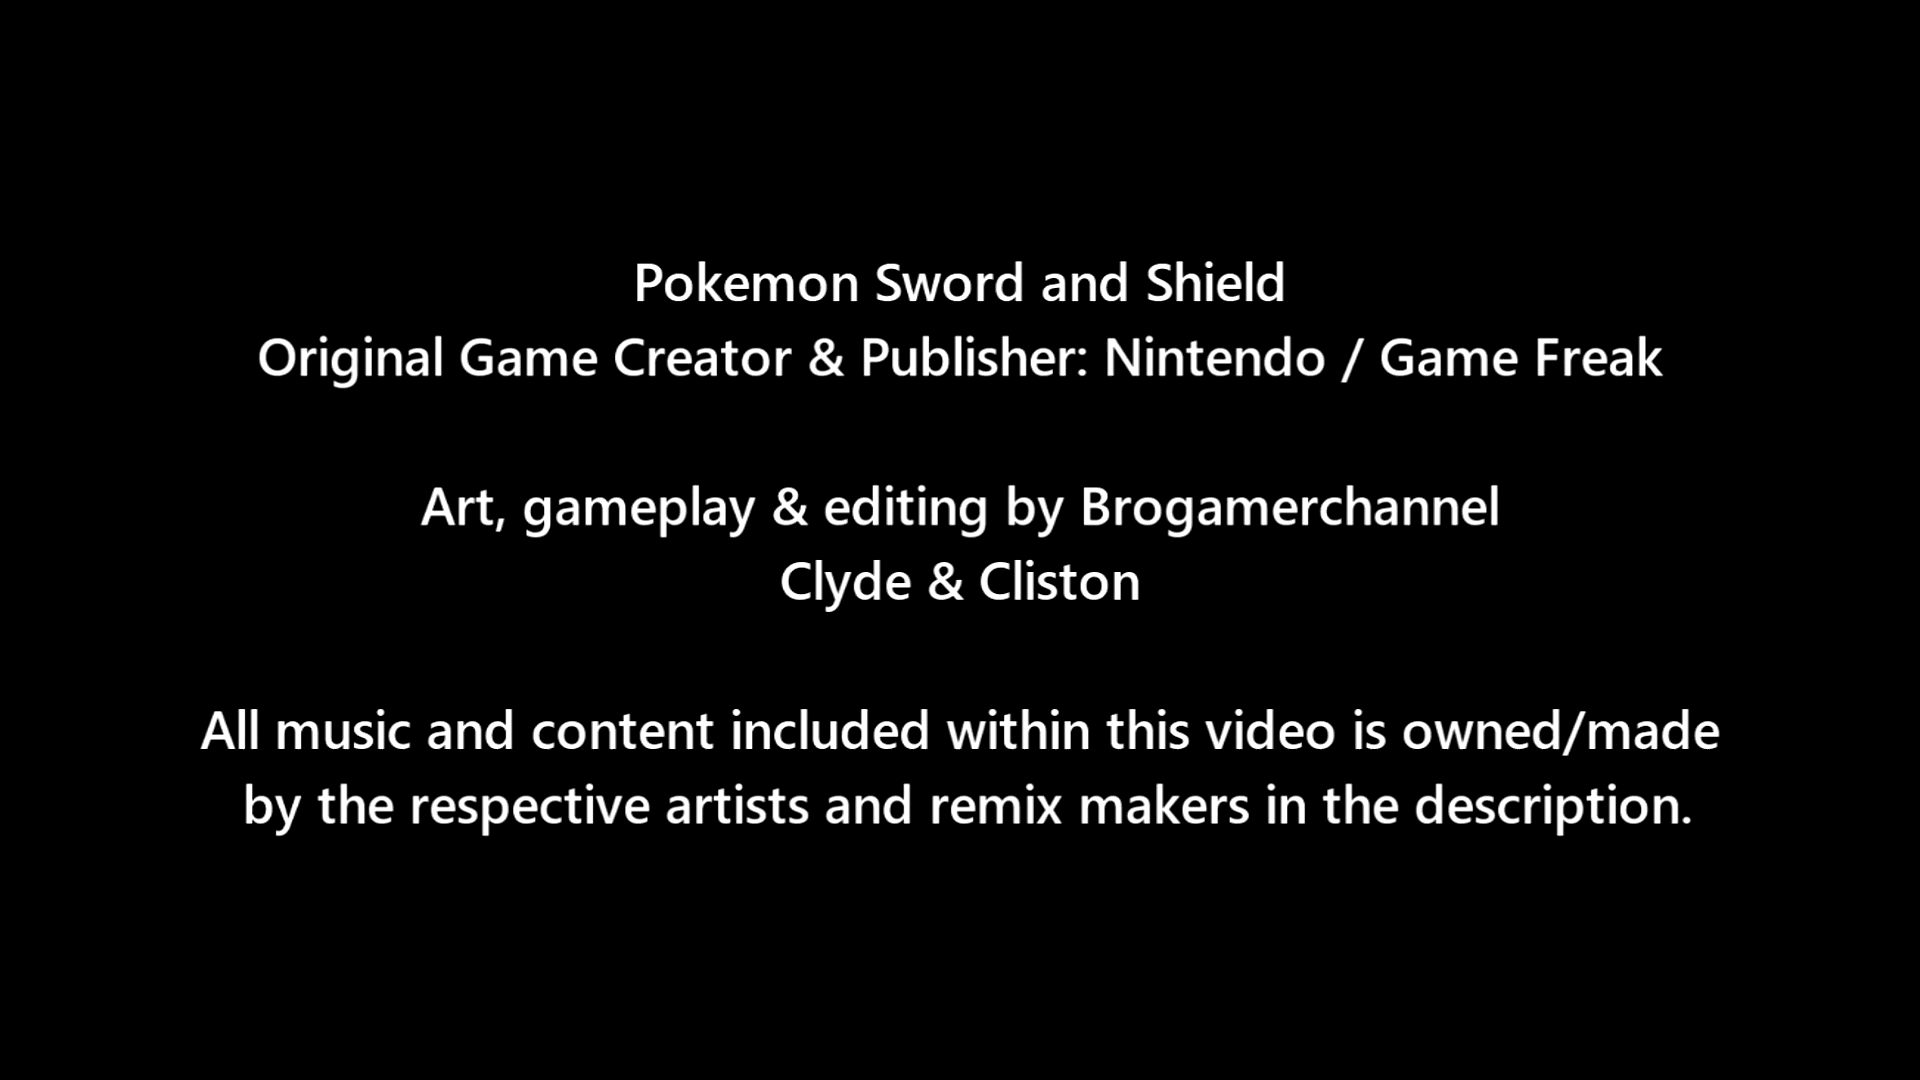 Pokemon Sword and Shield
Original Game Creator & Publisher: Nintendo / Game Freak
Art, gameplay & editing by Brogamerchannel
Clyde & Cliston
All music and content included within this video is owned/made
by the respective artists and remix makers in the description.